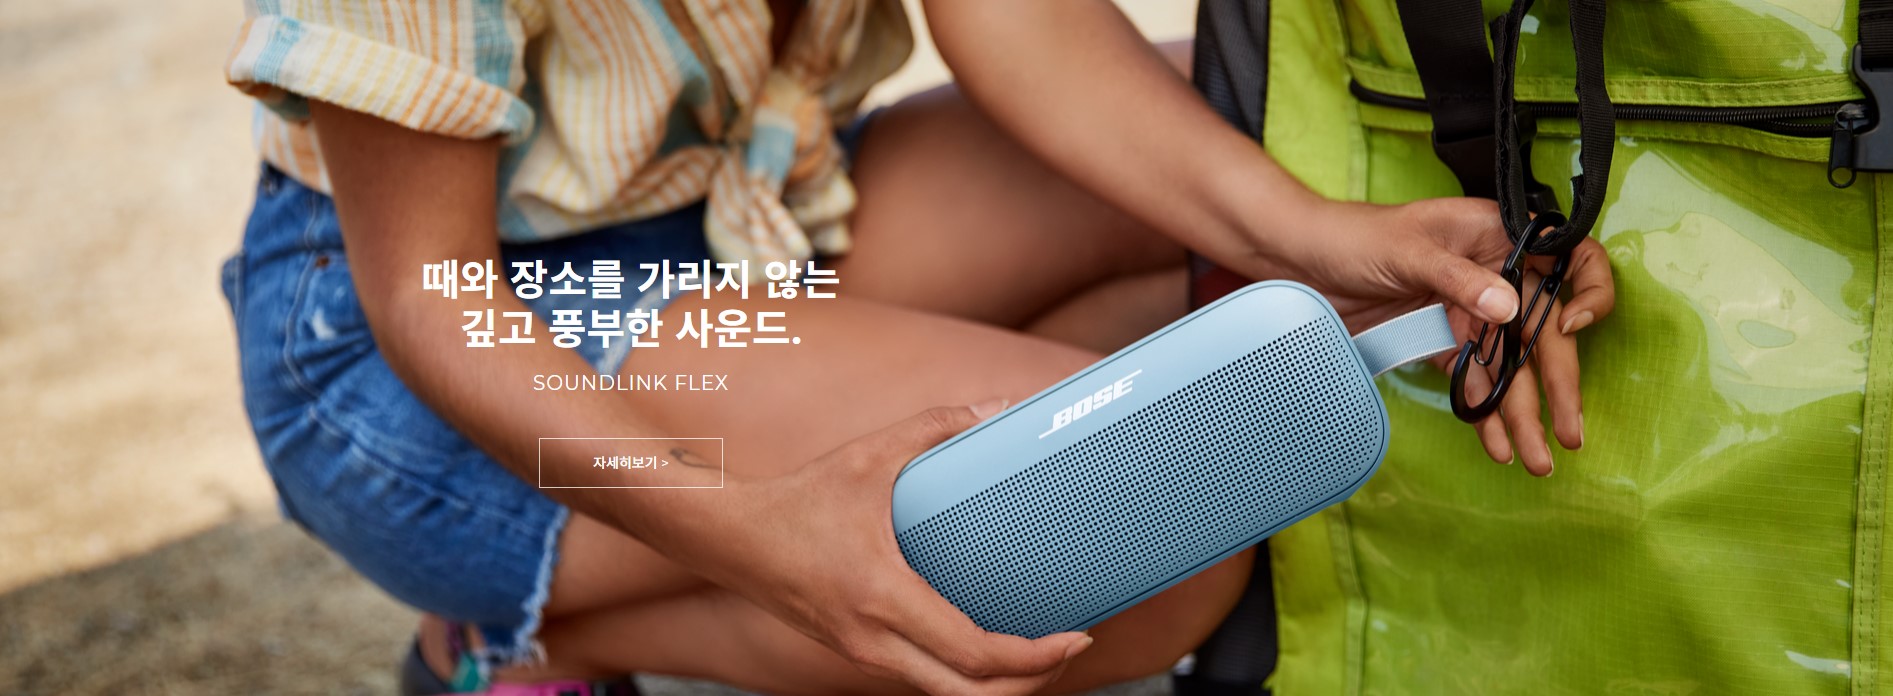 때와 장소를 가리지 않는
깊고 풍부한 사운드.
SOUNDLINK FLEX
자세히보기 >
BOSE